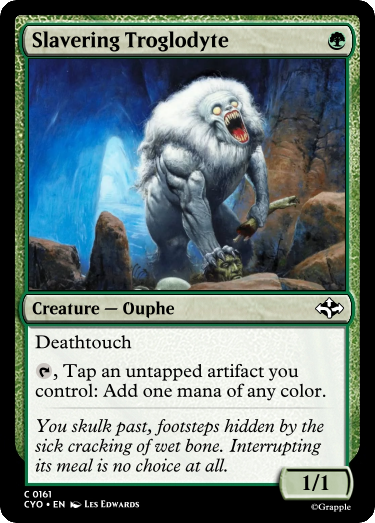 Slavering Troglodyte
Creature — Ouphe
Deathtouch
, Tap an untapped artifact you
control: Add one mana of any color.
You skulk past, footsteps hidden by the
sick cracking of wet bone. Interrupting
its meal is no choice at all.
1/1
C 0161
CYO • EN Les Edwards
©Grapple